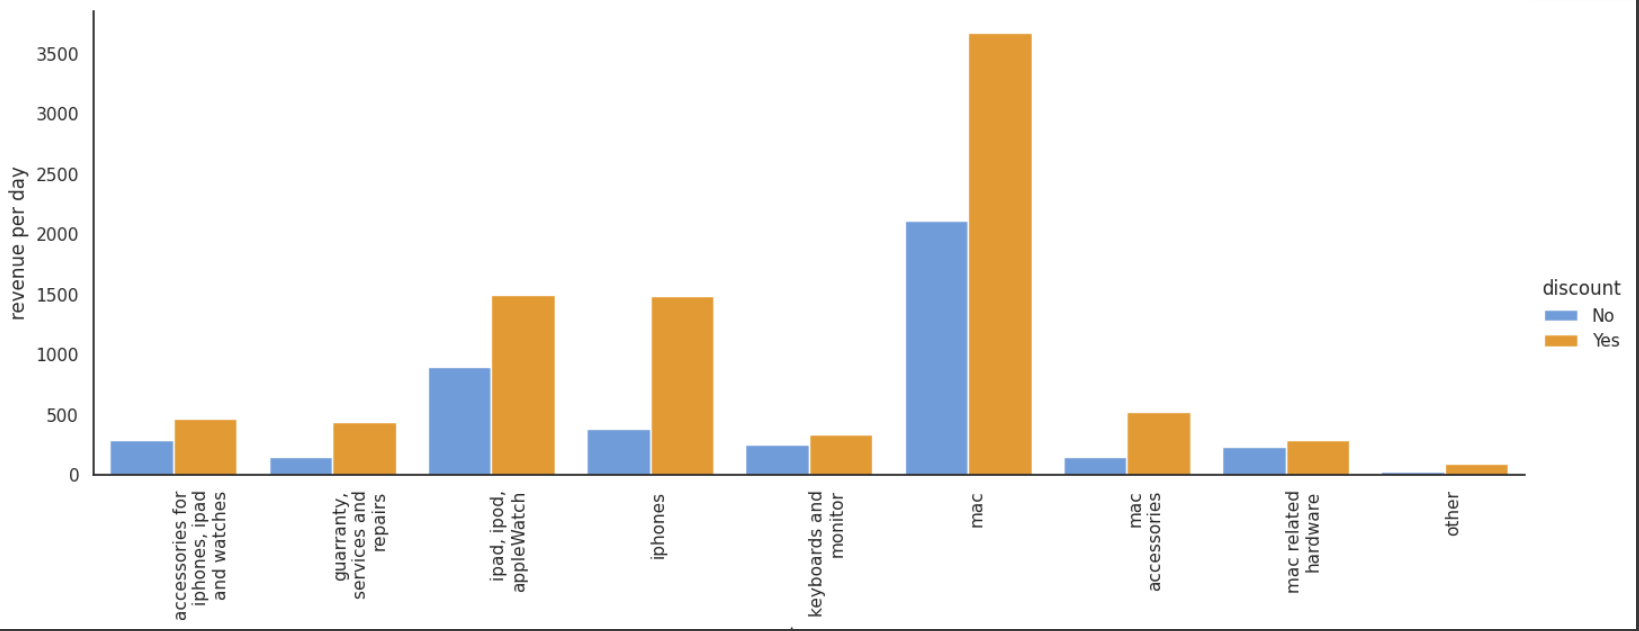 revenue per day
3500
3000
2500
2000
1500
1000
500
0
accessories for
iphones, ipad
and watches
guarranty,
services and
repairs
ipad, ipod,
appleWatch
iphones
keyboards and
monitor
mac
mac
accessories
mac related
hardware
other
discount
No
Yes